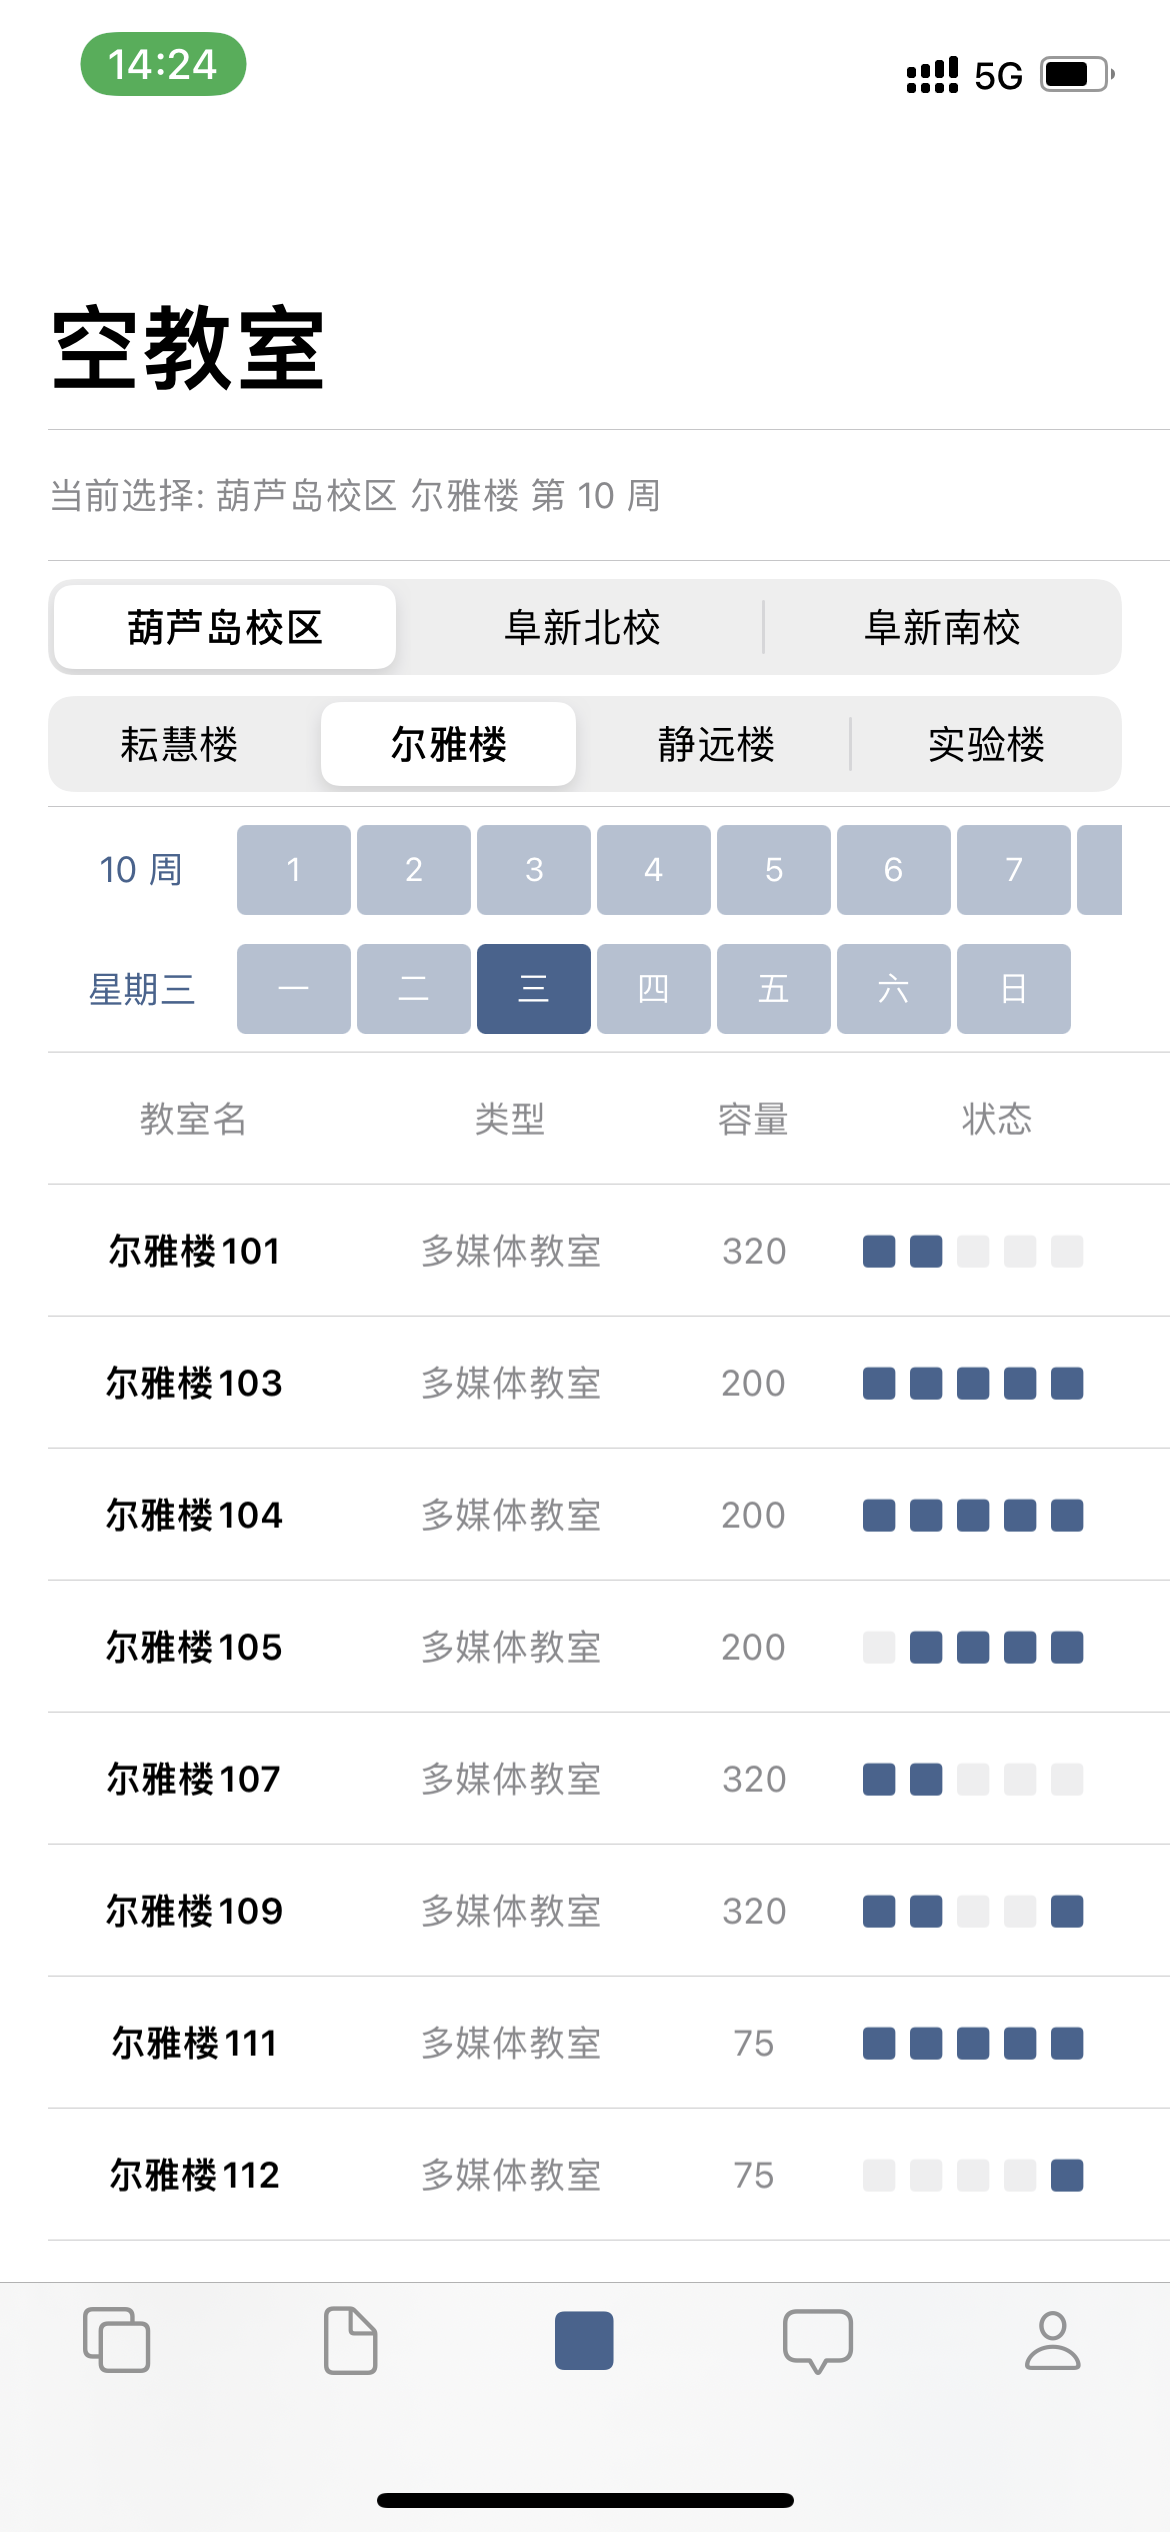 14:24 5G
空教室
当前选择: 葫芦岛校区 尔雅楼 第 10 周
葫芦岛校区 阜新北校 阜新南校
耘慧楼 尔雅楼 静远楼 实验楼
10 周 1 2 3 4 5 6 7
星期三 一 二 三 四 五 六 日
教室名 类型 容量 状态
尔雅楼101 多媒体教室 320
尔雅楼103 多媒体教室 200
尔雅楼104 多媒体教室 200
尔雅楼105 多媒体教室 200
尔雅楼107 多媒体教室 320
尔雅楼109 多媒体教室 320
尔雅楼111 多媒体教室 75
尔雅楼112 多媒体教室 75